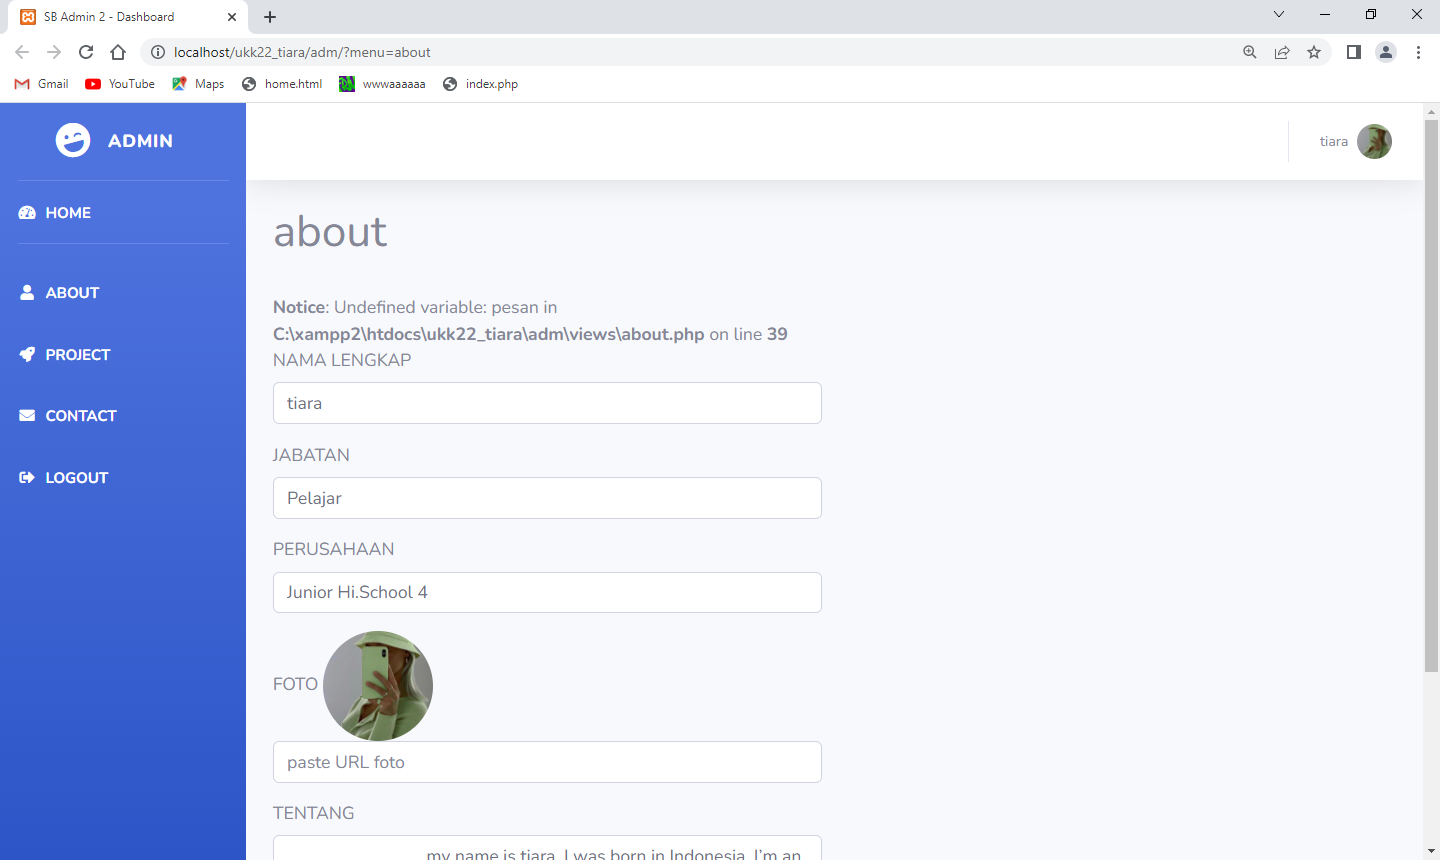 SB Admin 2 - Dashboard
localhost/ukk22_tiara/adm/?menu=about
Gmail YouTube Maps home.html wwwaaaaaa index.php
ADMIN
tiara
HOME
ABOUT
PROJECT
CONTACT
LOGOUT
about
Notice: Undefined variable: pesan in
C:\xampp2\htdocs\ukk22_tiara\adm\views\about.php on line 39
NAMA LENGKAP
tiara
JABATAN
Pelajar
PERUSAHAAN
Junior Hi.School 4
FOTO
paste URL foto
TENTANG
my name is tiara, I was born in Indonesia. I'm an